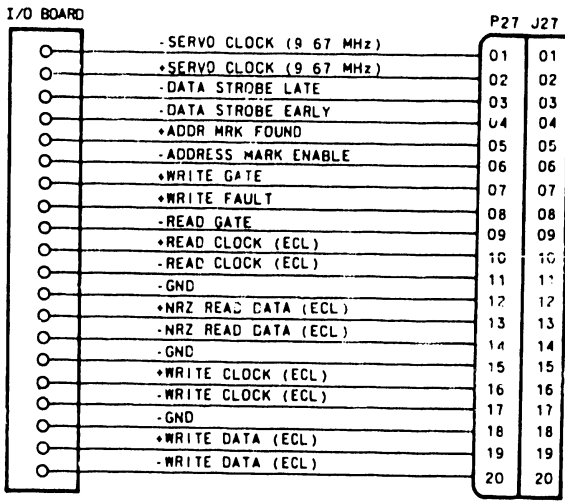 I/O BOARD
P27 J27
-SERVO CLOCK (9 67 MHz) 01 01
+SERVO CLOCK (9 67 MHz) 02 02
-DATA STROBE LATE 03 03
-DATA STROBE EARLY 04 04
+ADDR MRK FOUND 05 05
-ADDRESS MARK ENABLE 06 06
+WRITE GATE 07 07
+WRITE FAULT 08 08
-READ GATE 09 09
+READ CLOCK (ECL) 10 10
-READ CLOCK (ECL) 11 11
-GND 12 12
+NRZ READ DATA (ECL) 13 13
-NRZ READ DATA (ECL) 14 14
-GND 15 15
+WRITE CLOCK (ECL) 16 16
-WRITE CLOCK (ECL) 17 17
-GND 18 18
+WRITE DATA (ECL) 19 19
-WRITE DATA (ECL) 20 20